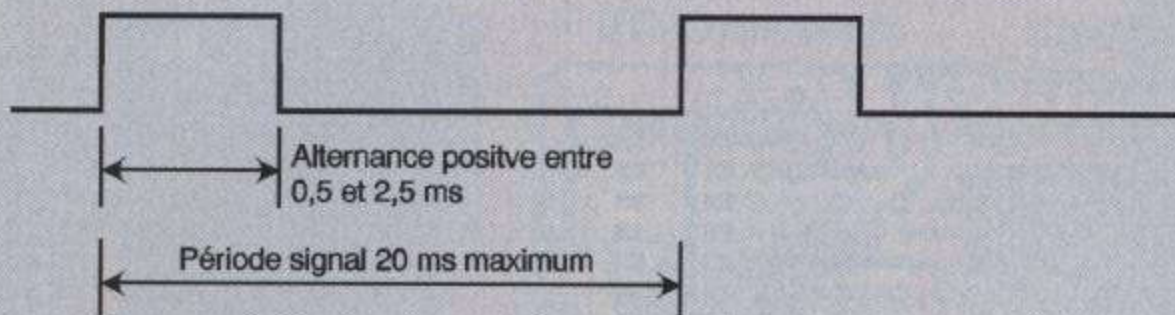 Alternance positve entre
0,5 et 2,5 ms
Période signal 20 ms maximum